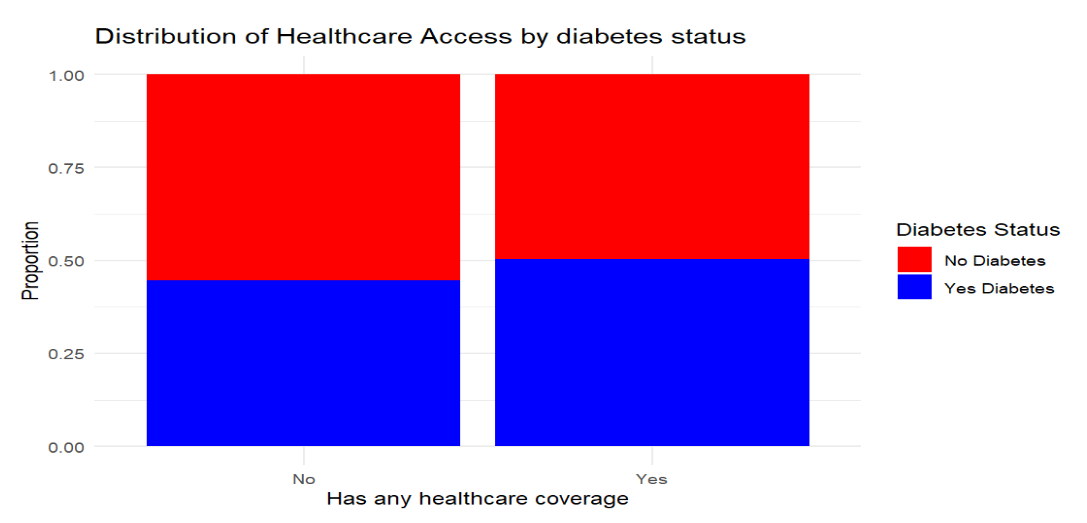 Distribution of Healthcare Access by diabetes status
1.00
0.75
0.50
0.25
0.00
Proportion
No
Yes
Has any healthcare coverage
Diabetes Status
No Diabetes
Yes Diabetes